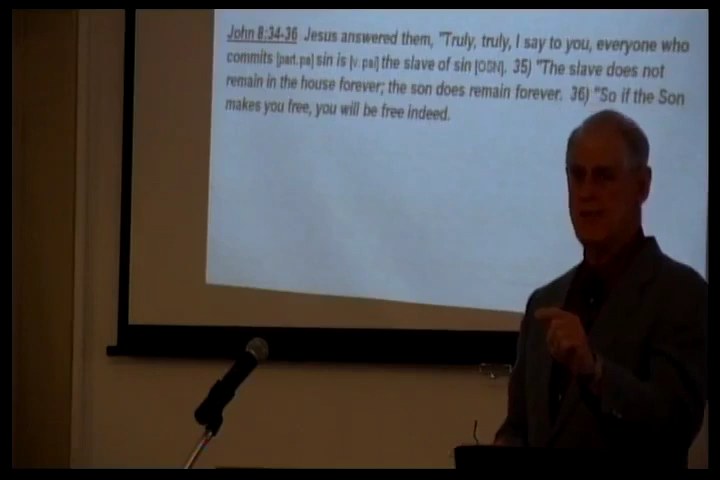 John 8:34-36 Jesus answered them, "Truly, truly, I say to you, everyone who
commits [part. pa] sin is [v. pai] the slave of sin [OSN]. 35) "The slave does not
remain in the house forever; the son does remain forever. 36) "So if the Son
makes you free, you will be free indeed.